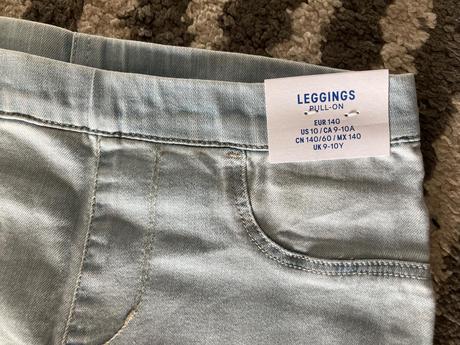 LEGGINGS
PULL-ON
EUR 140
US 10 / CA 9-10A
CN 140/60 / MX 140
UK 9-10Y